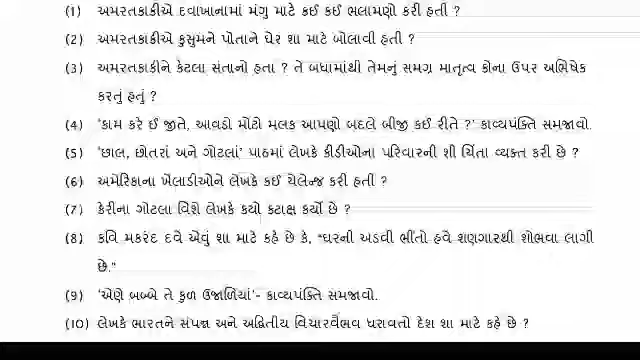 (1) અમરતકાકીએ દવાખાનામાં મંગુ માટે કઈ કઈ ભલામણો કરી હતી ?
(2) અમરતકાકીએ કુસુમને પોતાને ઘેર શા માટે બોલાવી હતી ?
(3) અમરતકાકીને કેટલા સંતાનો હતા ? તે બધામાંથી તેમનું સમગ્ર માતૃત્વ કોના ઉપર અભિષેક
કરતું હતું ?
(4) 'કામ કરે ઈ જીતે, આવડો મોટો મલક આપણો બદલે બીજી કઈ રીતે ?' કાવ્યપંક્તિ સમજાવો.
(5) 'છાલ, છોતરાં અને ગોટલાં' પાઠમાં લેખકે કીડીઓના પરિવારની શી ચિંતા વ્યક્ત કરી છે ?
(6) અમેરિકાના ખેલાડીઓને લેખકે કઈ ચેલેન્જ કરી હતી ?
(7) કેરીના ગોટલા વિશે લેખકે કયો કટાક્ષ કર્યો છે ?
(8) કવિ મકરંદ દવે એવું શા માટે કહે છે કે, "ઘરની અડવી ભીંતો હવે શણગારથી શોભવા લાગી
છે."
(9) 'એણે બબ્બે તે કુળ ઉજાળિયાં'- કાવ્યપંક્તિ સમજાવો.
(10) લેખકે ભારતને સંપન્ન અને અદ્વિતીય વિચારવૈભવ ધરાવતો દેશ શા માટે કહે છે ?